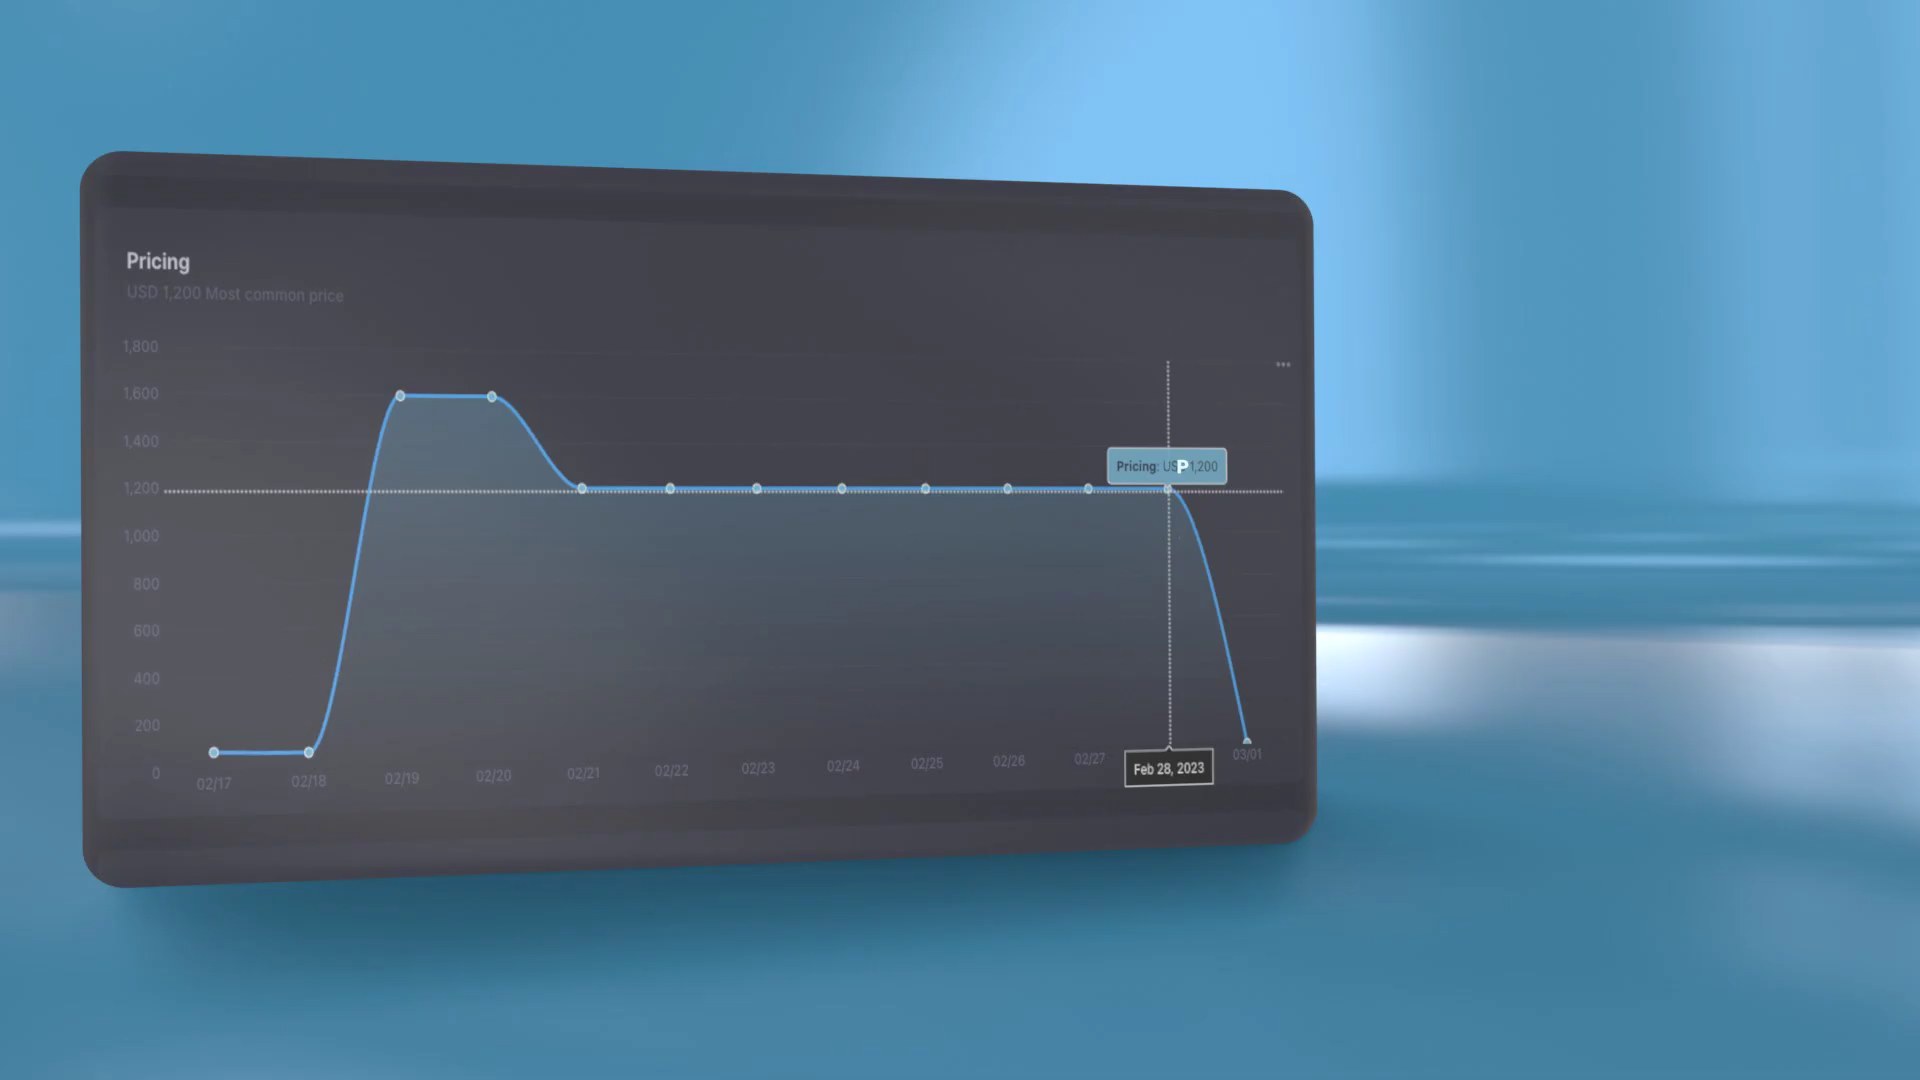 Pricing
USD 1,200 Most common price
1,800
1,600
1,400
1,200
1,000
800
600
400
200
0
Pricing: US 1,200
P
02/17 02/18 02/19 02/20 02/21 02/22 02/23 02/24 02/25 02/26 02/27 Feb 28, 2023 03/01